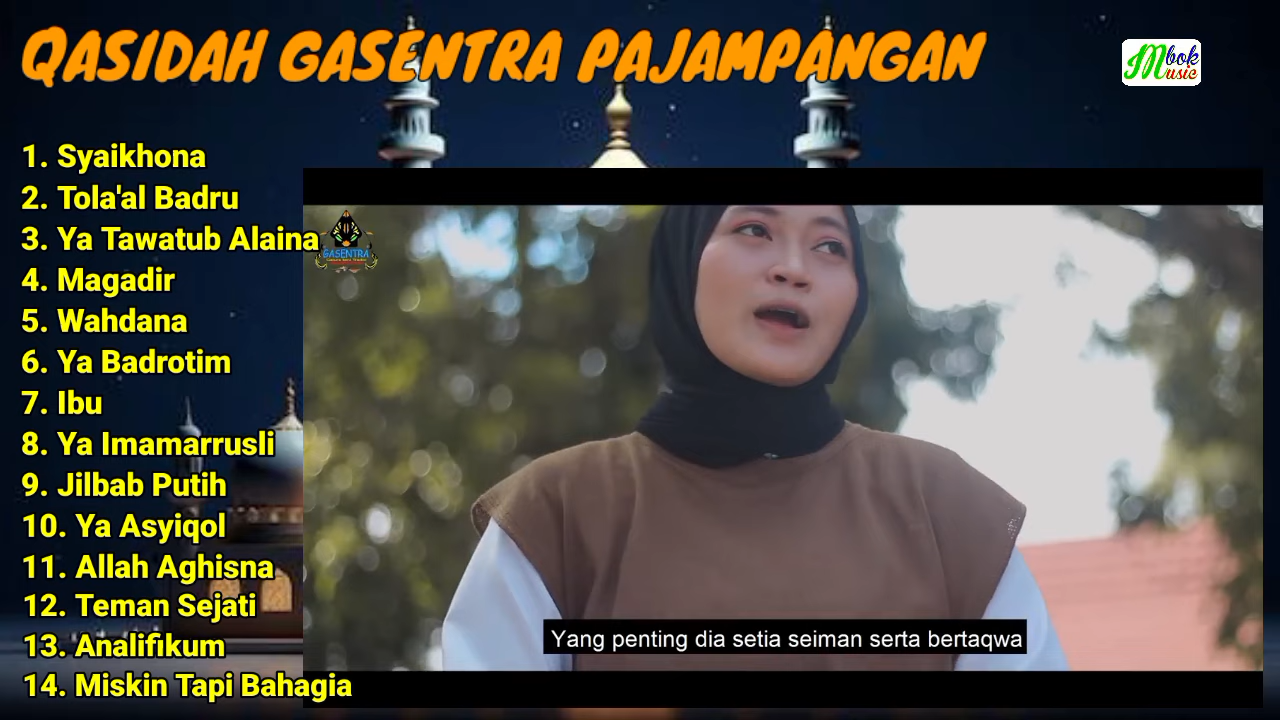 QASIDAH GASENTRA PAJAMPANGAN
Mbok
Music
1. Syaikhona
2. Tola'al Badru
3. Ya Tawatub Alaina
4. Magadir
5. Wahdana
6. Ya Badrotim
7. Ibu
8. Ya Imamarrusli
9. Jilbab Putih
10. Ya Asyiqol
11. Allah Aghisna
12. Teman Sejati
13. Analifikum
14. Miskin Tapi Bahagia
GASENTRA
Yang penting dia setia seiman serta bertaqwa